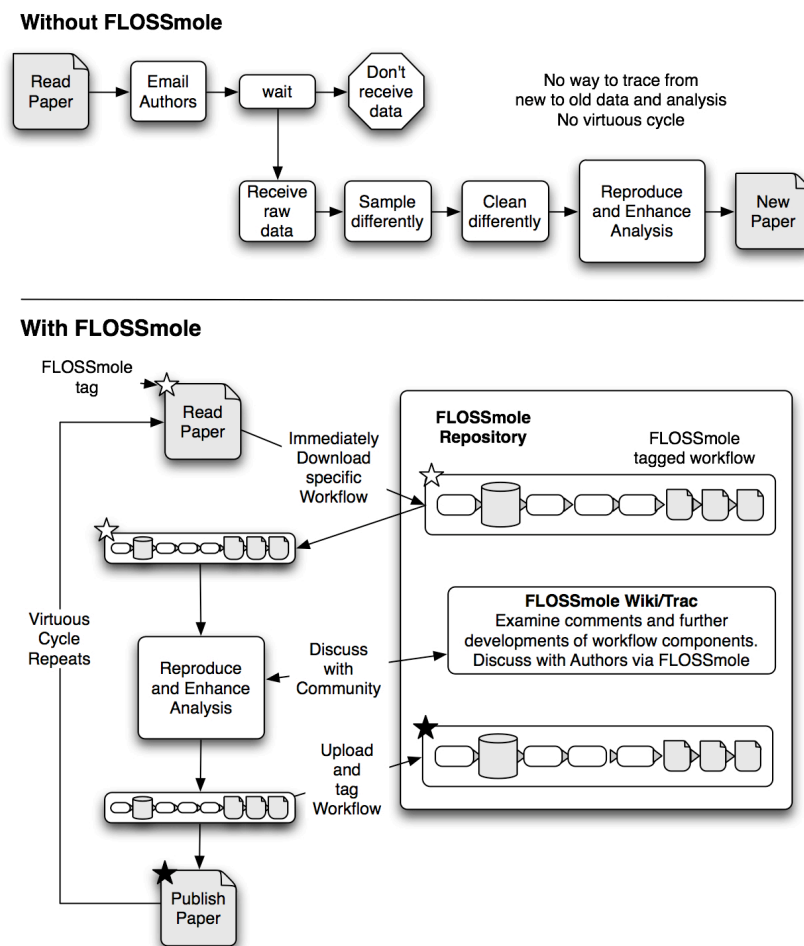 Without FLOSSmole
Read
Paper
Email
Authors
wait
Don't
receive
data
No way to trace from
new to old data and analysis
No virtuous cycle
Receive
raw
data
Sample
differently
Clean
differently
Reproduce
and Enhance
Analysis
New
Paper
With FLOSSmole
FLOSSmole
tag
Read
Paper
Immediately
Download
specific
Workflow
FLOSSmole
Repository
FLOSSmole
tagged workflow
Virtuous
Cycle
Repeats
Reproduce
and Enhance
Analysis
Discuss
with
Community
FLOSSmole Wiki/Trac
Examine comments and further
developments of workflow components.
Discuss with Authors via FLOSSmole
Upload
and
tag
Workflow
Publish
Paper